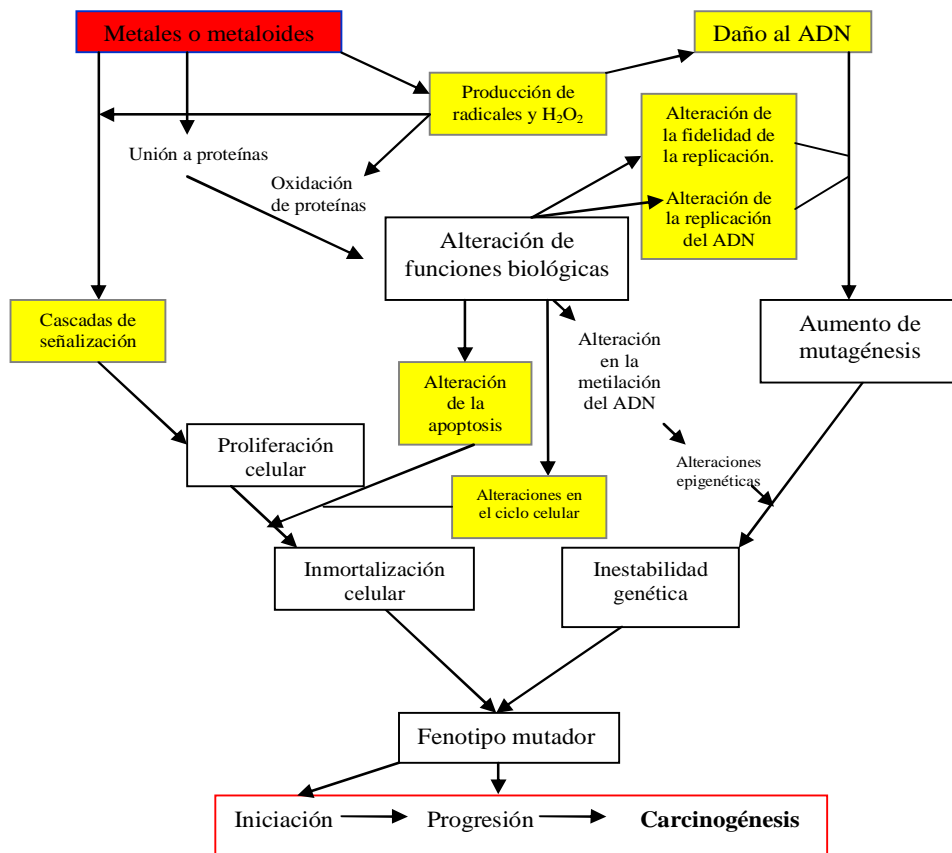 Metales o metaloides
Daño al ADN
Producción de
radicales y H₂O₂
Alteración de
la fidelidad de
la replicación.
Alteración de
la replicación
del ADN
Unión a proteínas
Oxidación
de proteínas
Alteración de
funciones biológicas
Cascadas de
señalización
Aumento de
mutagénesis
Alteración
en la
metilación
del ADN
Alteración
de la
apoptosis
Proliferación
celular
Alteraciones
epigenéticas
Alteraciones en
el ciclo celular
Inmortalización
celular
Inestabilidad
genética
Fenotipo mutador
Iniciación
Progresión
Carcinogénesis